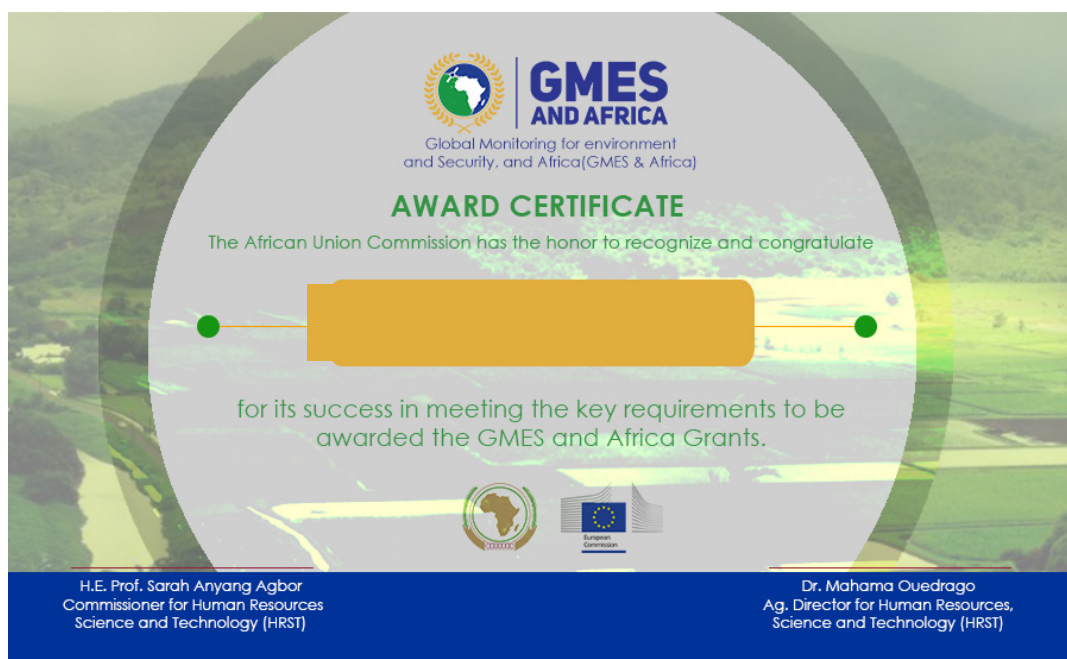 GMES
AND AFRICA
Global Monitoring for environment
and Security, and Africa(GMES & Africa)
AWARD CERTIFICATE
The African Union Commission has the honor to recognize and congratulate
for its success in meeting the key requirements to be
awarded the GMES and Africa Grants.
European
Commission
H.E. Prof. Sarah Anyang Agbor
Commissioner for Human Resources
Science and Technology (HRST)
Dr. Mahama Ouedrago
Ag. Director for Human Resources,
Science and Technology (HRST)